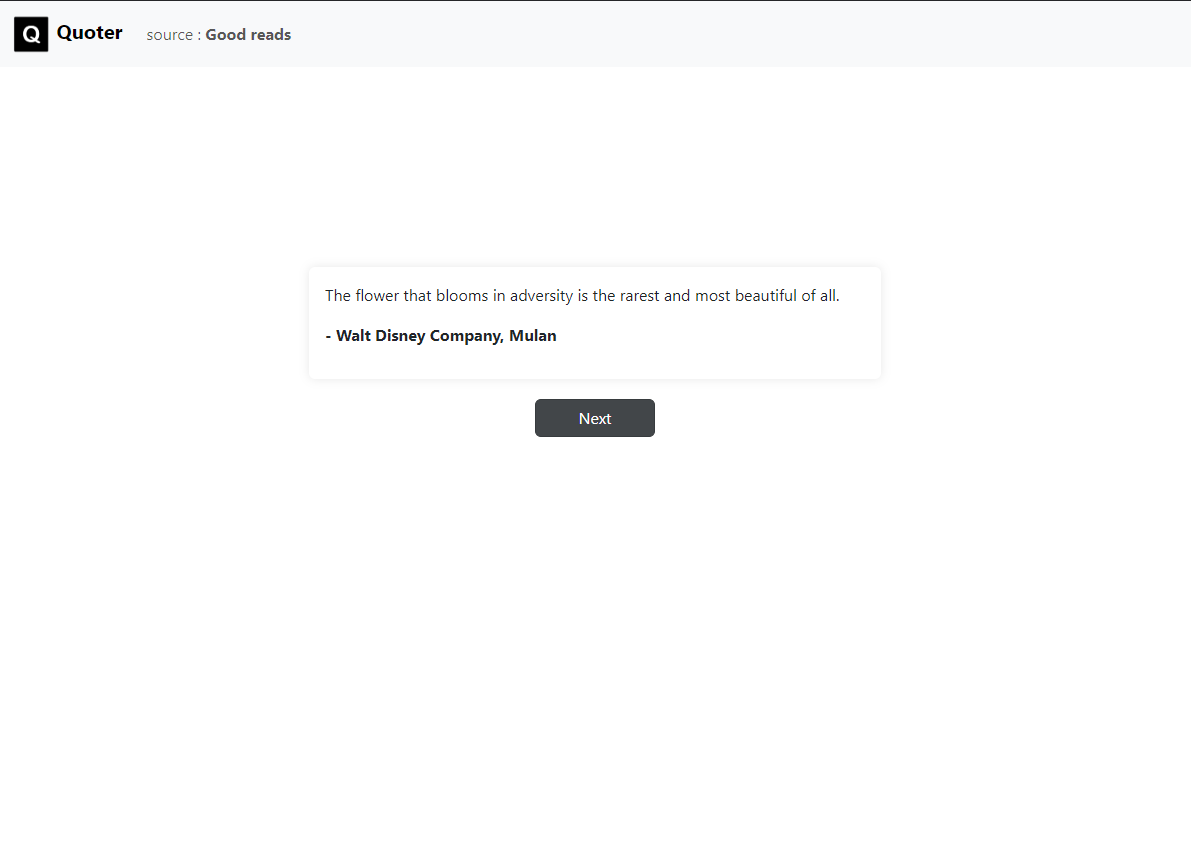 Q Quoter source : Good reads
The flower that blooms in adversity is the rarest and most beautiful of all.
- Walt Disney Company, Mulan
Next